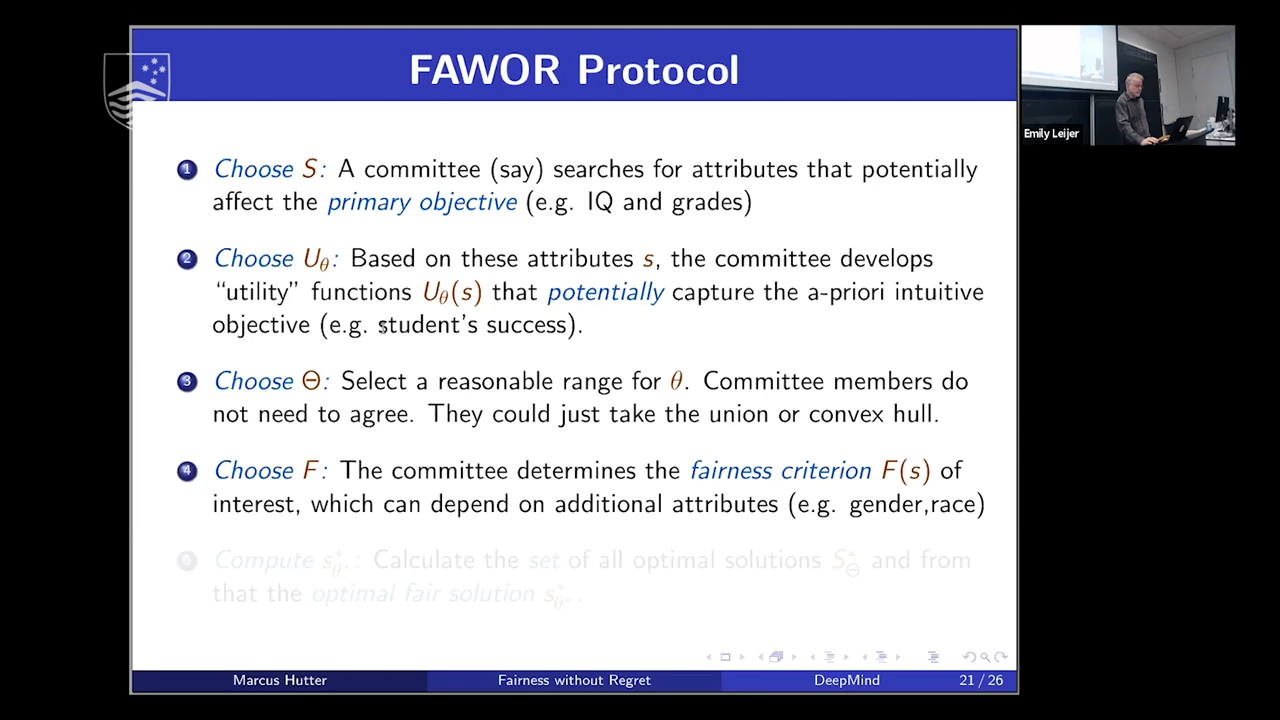 FAWOR Protocol
Emily Leijer
1 Choose S: A committee (say) searches for attributes that potentially
affect the primary objective (e.g. IQ and grades)
2 Choose Uθ: Based on these attributes s, the committee develops
“utility” functions Uθ(s) that potentially capture the a-priori intuitive
objective (e.g. student's success).
3 Choose Θ: Select a reasonable range for θ. Committee members do
not need to agree. They could just take the union or convex hull.
4 Choose F: The committee determines the fairness criterion F(s) of
interest, which can depend on additional attributes (e.g. gender,race)
5 Compute s*θ*: Calculate the set of all optimal solutions S*Θ and from
that the optimal fair solution s*θ*.
Marcus Hutter Fairness without Regret DeepMind 21 / 26